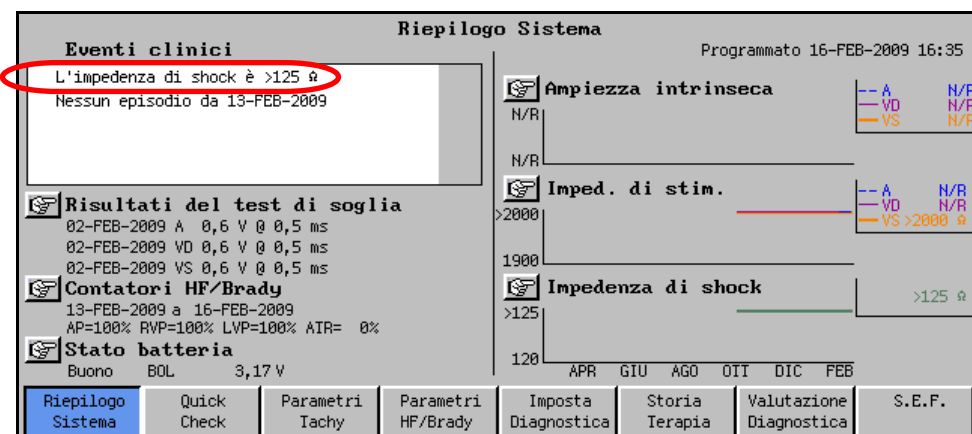 Riepilogo Sistema
Eventi clinici
Programmato 16-FEB-2009 16:35
L'impedenza di shock è >125 Ω
Nessun episodio da 13-FEB-2009
Risultati del test di soglia
02-FEB-2009 A 0,6 V @ 0,5 ms
02-FEB-2009 VD 0,6 V @ 0,5 ms
02-FEB-2009 VS 0,6 V @ 0,5 ms
Contatori HF/Brady
13-FEB-2009 a 16-FEB-2009
AP=100% RVP=100% LVP=100% ATR= 0%
Stato batteria
Buono BOL 3,17 V
Ampiezza intrinseca
N/R
N/R
-- A N/R
VD N/R
VS N/R
Imped. di stim.
>2000
1900
-- A N/R
VD N/R
VS >2000 Ω
Impedenza di shock
>125
120
>125 Ω
APR GIU AGO OTT DIC FEB
Riepilogo Sistema
Quick Check
Parametri Tachy
Parametri HF/Brady
Imposta Diagnostica
Storia Terapia
Valutazione Diagnostica
S.E.F.